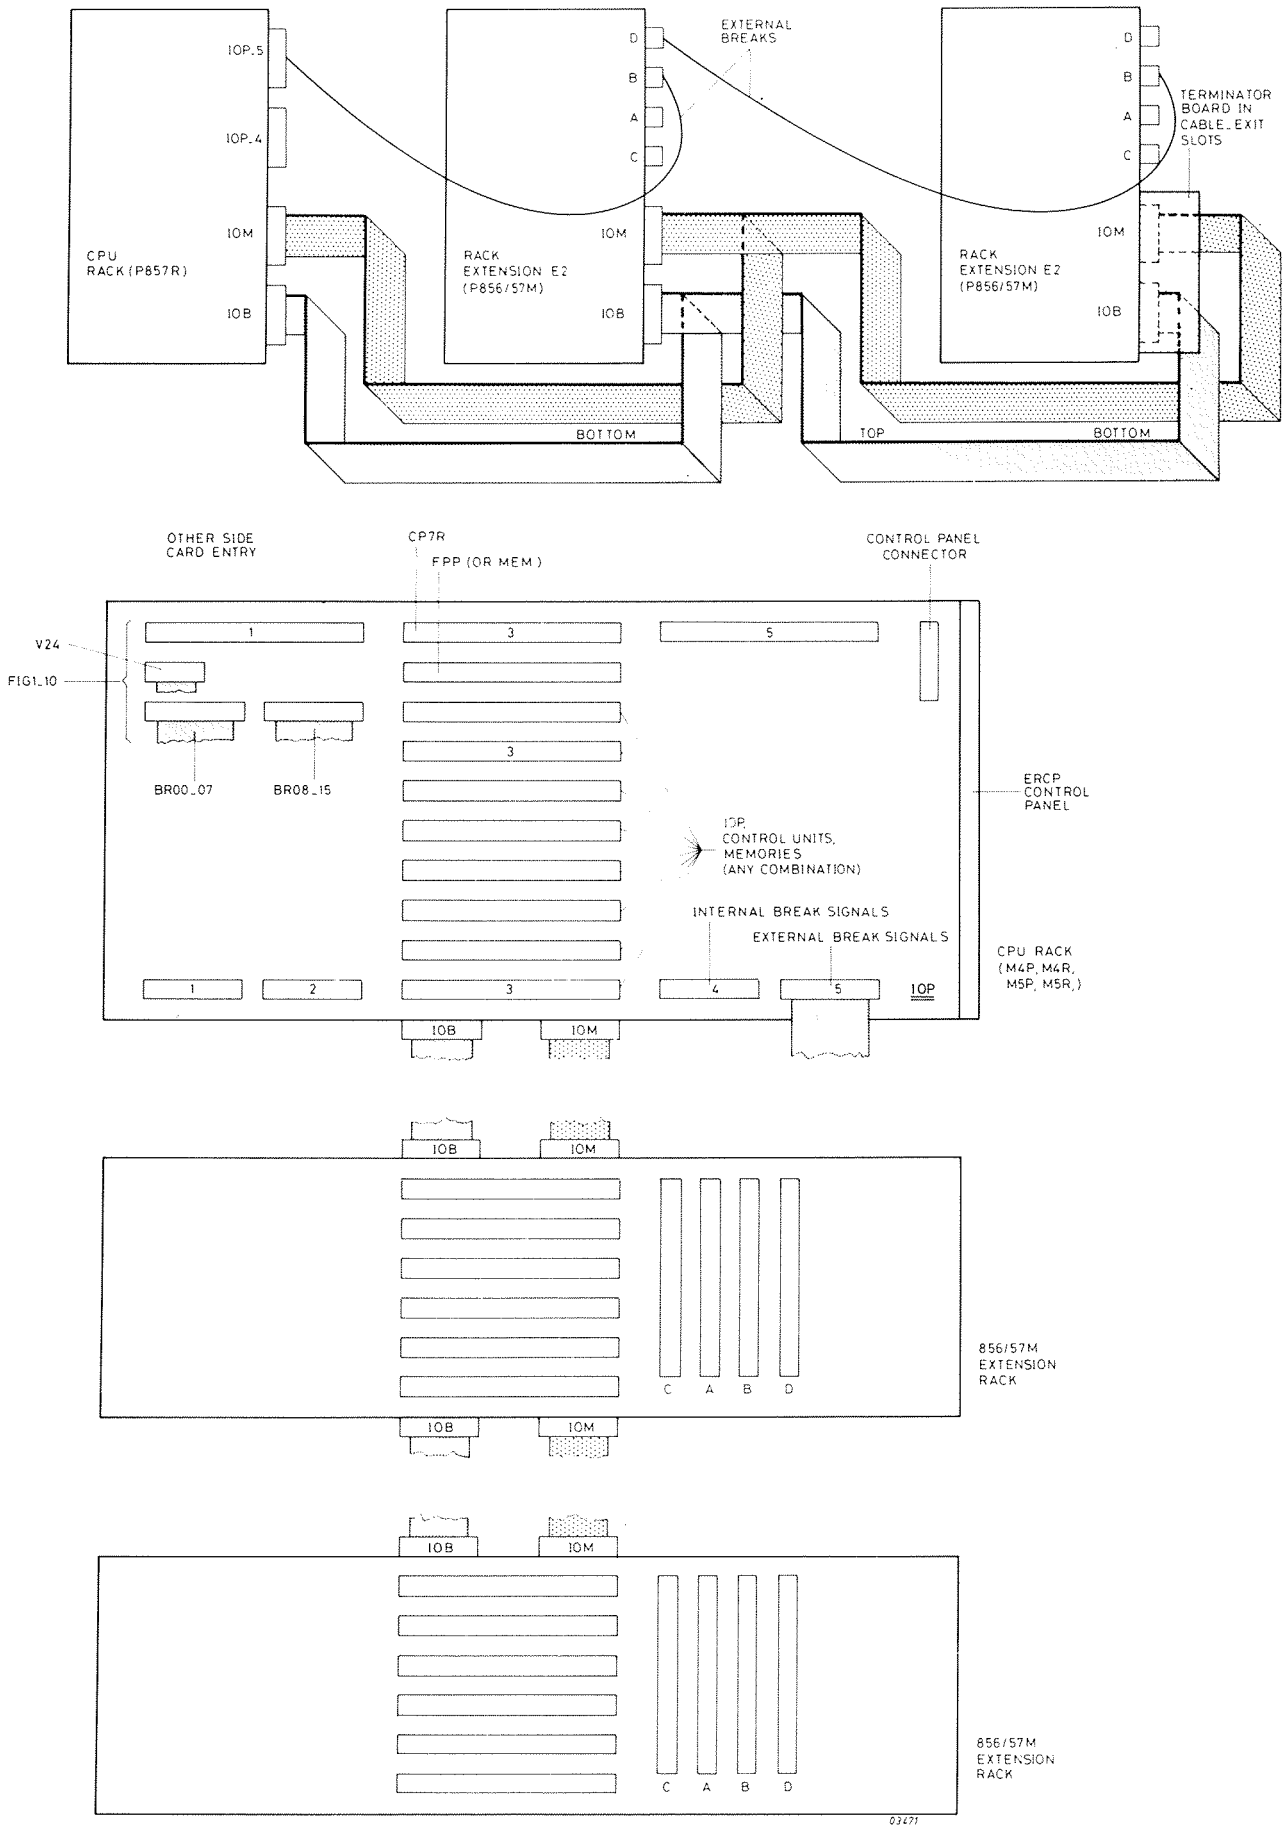 IOP_5
IOP_4
IOM
IOB
CPU
RACK (P857R)
D
B
A
C
IOM
IOB
RACK
EXTENSION E2
(P856/57M)
EXTERNAL
BREAKS
D
B
A
C
IOM
IOB
RACK
EXTENSION E2
(P856/57M)
TERMINATOR
BOARD IN
CABLE_EXIT
SLOTS
BOTTOM
TOP
BOTTOM
OTHER SIDE
CARD ENTRY
CP7R
FPP (OR MEM)
CONTROL PANEL
CONNECTOR
V24
FIG1_10
1
3
5
3
BR00_07
BR08_15
ERCP
CONTROL
PANEL
IOP,
CONTROL UNITS,
MEMORIES
(ANY COMBINATION)
INTERNAL BREAK SIGNALS
EXTERNAL BREAK SIGNALS
CPU RACK
(M4P, M4R,
M5P, M5R,)
1
2
3
4
5
IOP
IOB
IOM
IOB
IOM
C
A
B
D
856/57M
EXTENSION
RACK
IOB
IOM
IOB
IOM
C
A
B
D
856/57M
EXTENSION
RACK
03471